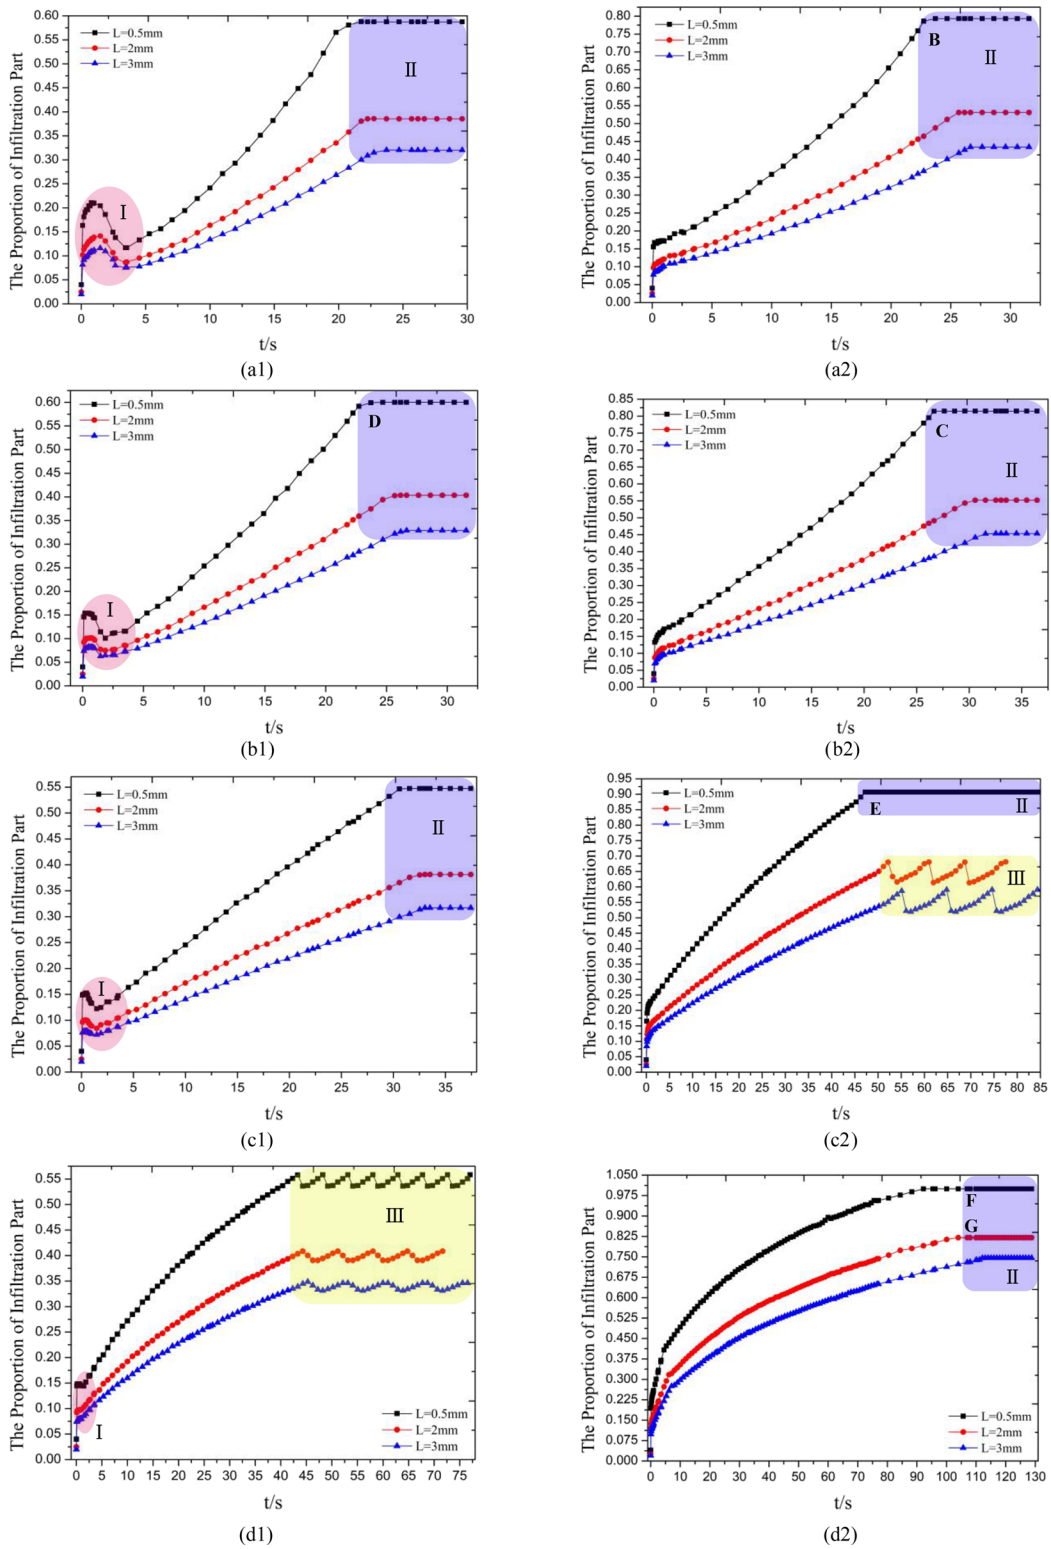 The Proportion of Infiltration Part
0.60
0.55
0.50
0.45
0.40
0.35
0.30
0.25
0.20
0.15
0.10
0.05
0.00
L=0.5mm
L=2mm
L=3mm
I
II
0 5 10 15 20 25 30
t/s
(a1)
The Proportion of Infiltration Part
0.80
0.75
0.70
0.65
0.60
0.55
0.50
0.45
0.40
0.35
0.30
0.25
0.20
0.15
0.10
0.05
0.00
L=0.5mm
L=2mm
L=3mm
B
II
0 5 10 15 20 25 30
t/s
(a2)
The Proportion of Infiltration Part
0.60
0.55
0.50
0.45
0.40
0.35
0.30
0.25
0.20
0.15
0.10
0.05
0.00
L=0.5mm
L=2mm
L=3mm
D
II
I
0 5 10 15 20 25 30
t/s
(b1)
The Proportion of Infiltration Part
0.85
0.80
0.75
0.70
0.65
0.60
0.55
0.50
0.45
0.40
0.35
0.30
0.25
0.20
0.15
0.10
0.05
0.00
L=0.5mm
L=2mm
L=3mm
C
II
0 5 10 15 20 25 30 35
t/s
(b2)
The Proportion of Infiltration Part
0.55
0.50
0.45
0.40
0.35
0.30
0.25
0.20
0.15
0.10
0.05
0.00
L=0.5mm
L=2mm
L=3mm
II
I
0 5 10 15 20 25 30 35
t/s
(c1)
The Proportion of Infiltration Part
0.95
0.90
0.85
0.80
0.75
0.70
0.65
0.60
0.55
0.50
0.45
0.40
0.35
0.30
0.25
0.20
0.15
0.10
0.05
0.00
L=0.5mm
L=2mm
L=3mm
E
II
III
0 5 10 15 20 25 30 35 40 45 50 55 60 65 70 75 80 85
t/s
(c2)
The Proportion of Infiltration Part
0.55
0.50
0.45
0.40
0.35
0.30
0.25
0.20
0.15
0.10
0.05
0.00
III
I
L=0.5mm
L=2mm
L=3mm
0 5 10 15 20 25 30 35 40 45 50 55 60 65 70 75
t/s
(d1)
The Proportion of Infiltration Part
1.050
0.975
0.900
0.825
0.750
0.675
0.600
0.525
0.450
0.375
0.300
0.225
0.150
0.075
0.000
F
G
II
L=0.5mm
L=2mm
L=3mm
0 10 20 30 40 50 60 70 80 90 100 110 120 130
t/s
(d2)